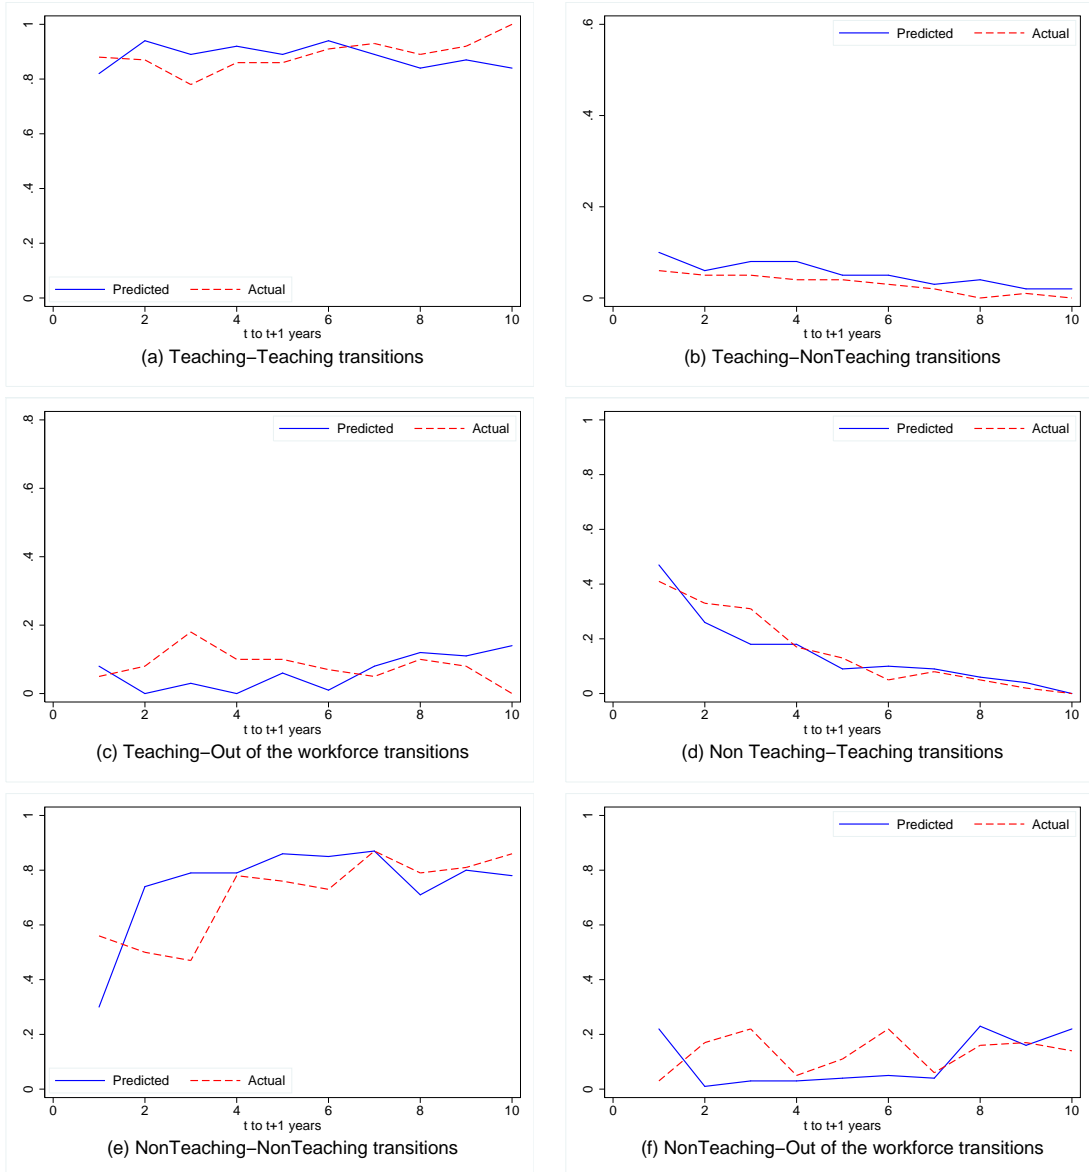 1
.8
.6
.4
.2
0
Predicted Actual
0 2 4 6 8 10
t to t+1 years
(a) Teaching−Teaching transitions
.6
.4
.2
0
Predicted Actual
0 2 4 6 8 10
t to t+1 years
(b) Teaching−NonTeaching transitions
.8
.6
.4
.2
0
Predicted Actual
0 2 4 6 8 10
t to t+1 years
(c) Teaching−Out of the workforce transitions
1
.8
.6
.4
.2
0
Predicted Actual
0 2 4 6 8 10
t to t+1 years
(d) Non Teaching−Teaching transitions
1
.8
.6
.4
.2
0
Predicted Actual
0 2 4 6 8 10
t to t+1 years
(e) NonTeaching−NonTeaching transitions
1
.8
.6
.4
.2
0
Predicted Actual
0 2 4 6 8 10
t to t+1 years
(f) NonTeaching−Out of the workforce transitions